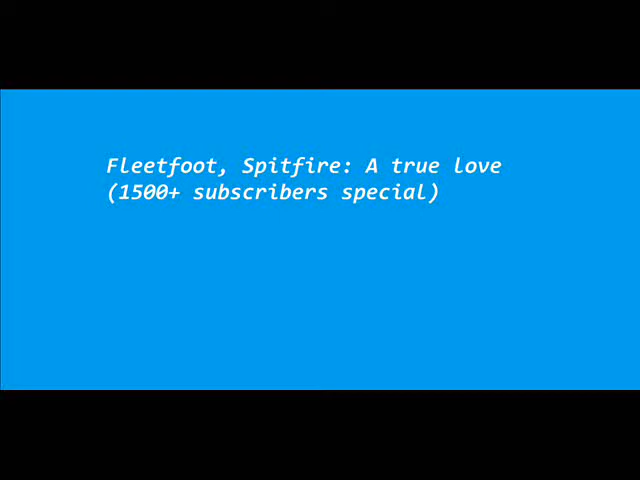 Fleetfoot, Spitfire: A true love
(1500+ subscribers special)